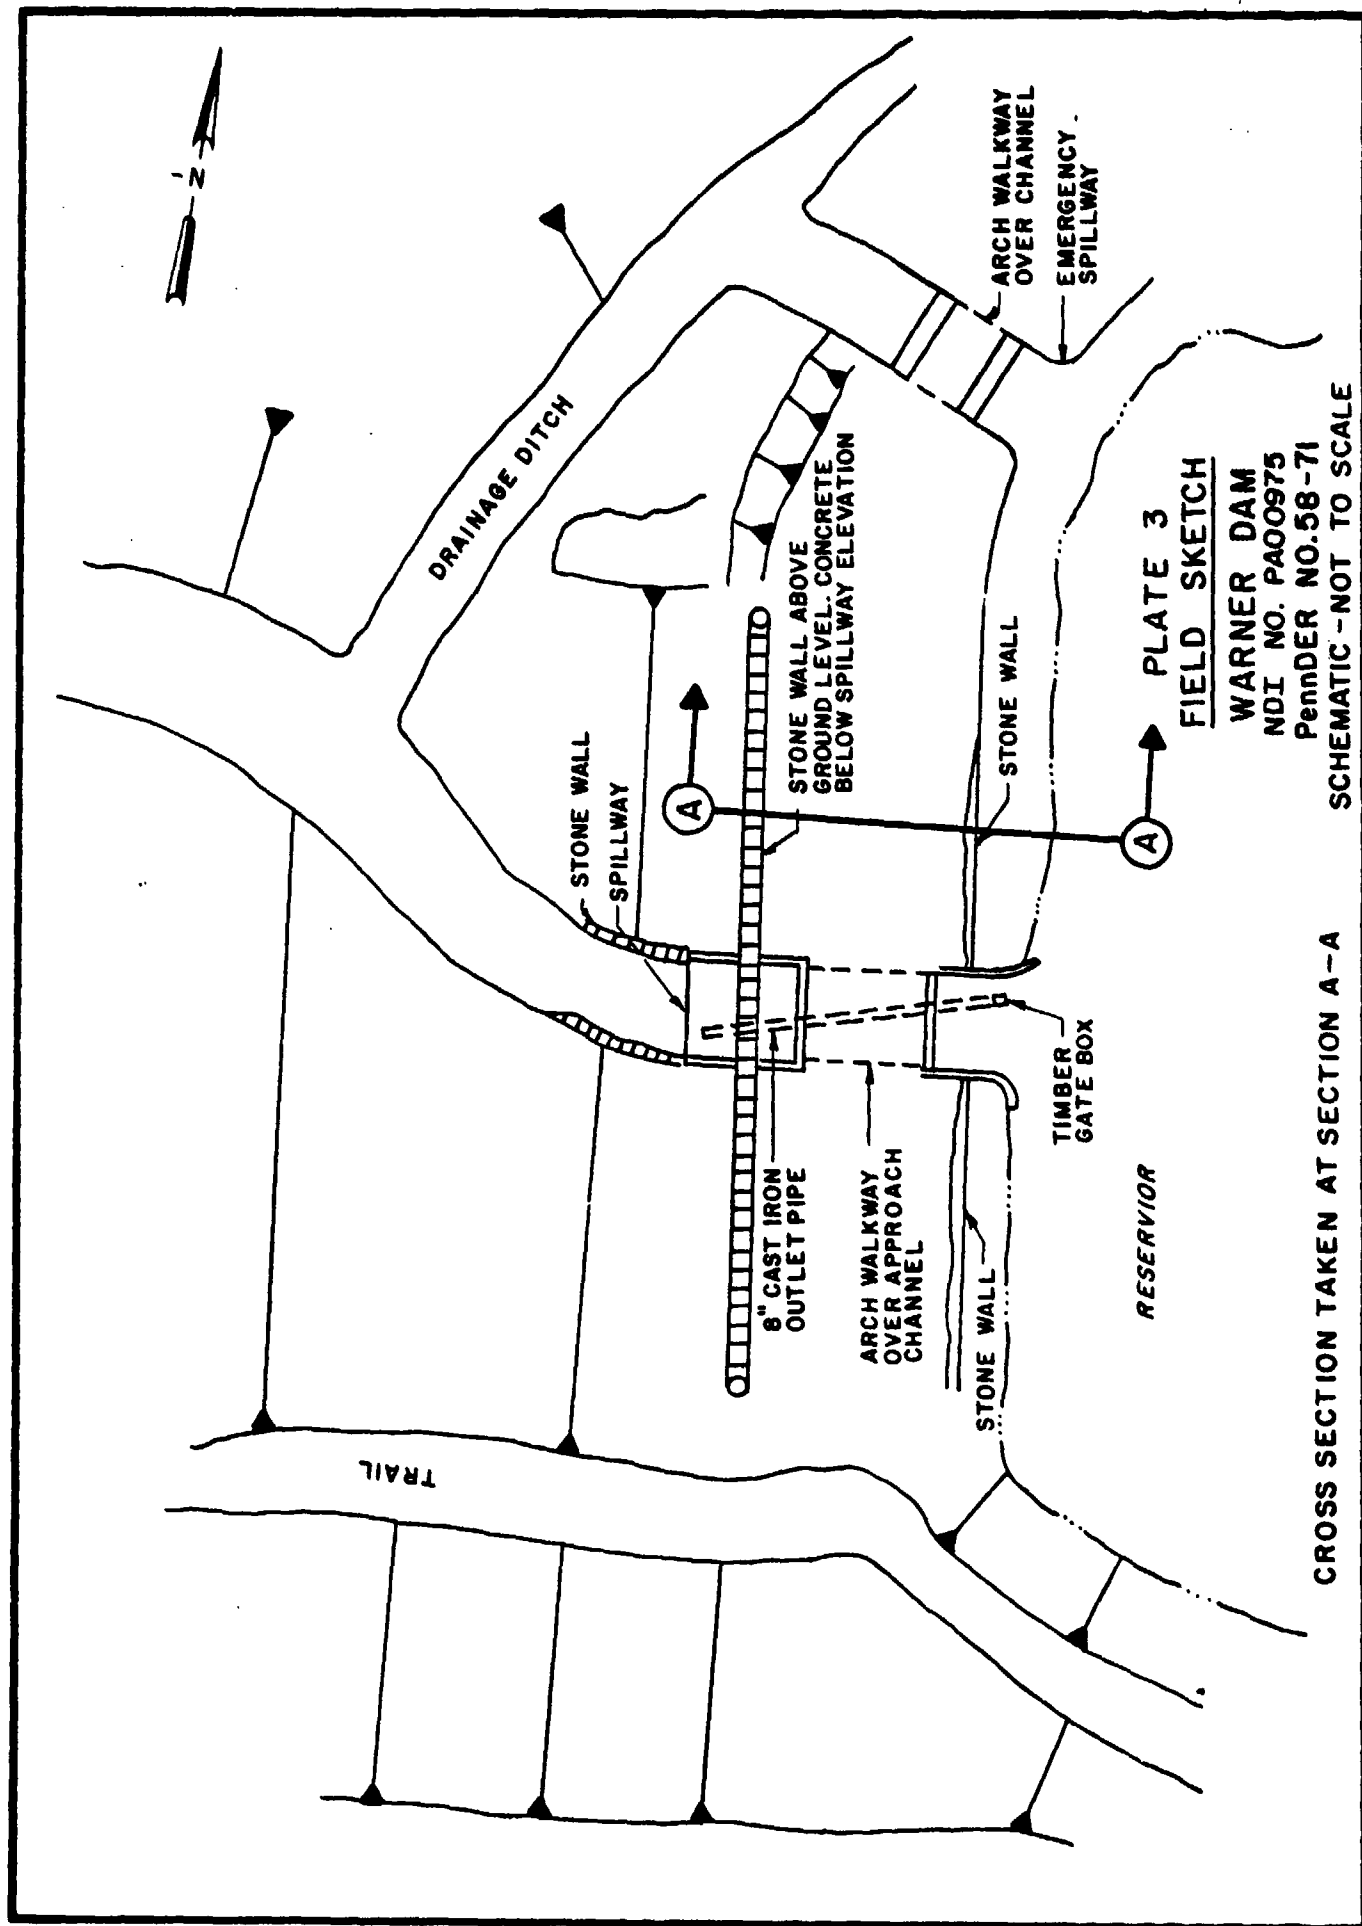 N
TRAIL
DRAINAGE DITCH
STONE WALL
SPILLWAY
A
STONE WALL ABOVE
GROUND LEVEL. CONCRETE
BELOW SPILLWAY ELEVATION
8" CAST IRON
OUTLET PIPE
ARCH WALKWAY
OVER APPROACH
CHANNEL
STONE WALL
STONE WALL
ARCH WALKWAY
OVER CHANNEL
EMERGENCY.
SPILLWAY
TIMBER
GATE BOX
A
RESERVIOR
PLATE 3
FIELD SKETCH
WARNER DAM
NDI NO. PA00975
PennDER NO.58-71
SCHEMATIC-NOT TO SCALE
CROSS SECTION TAKEN AT SECTION A-A